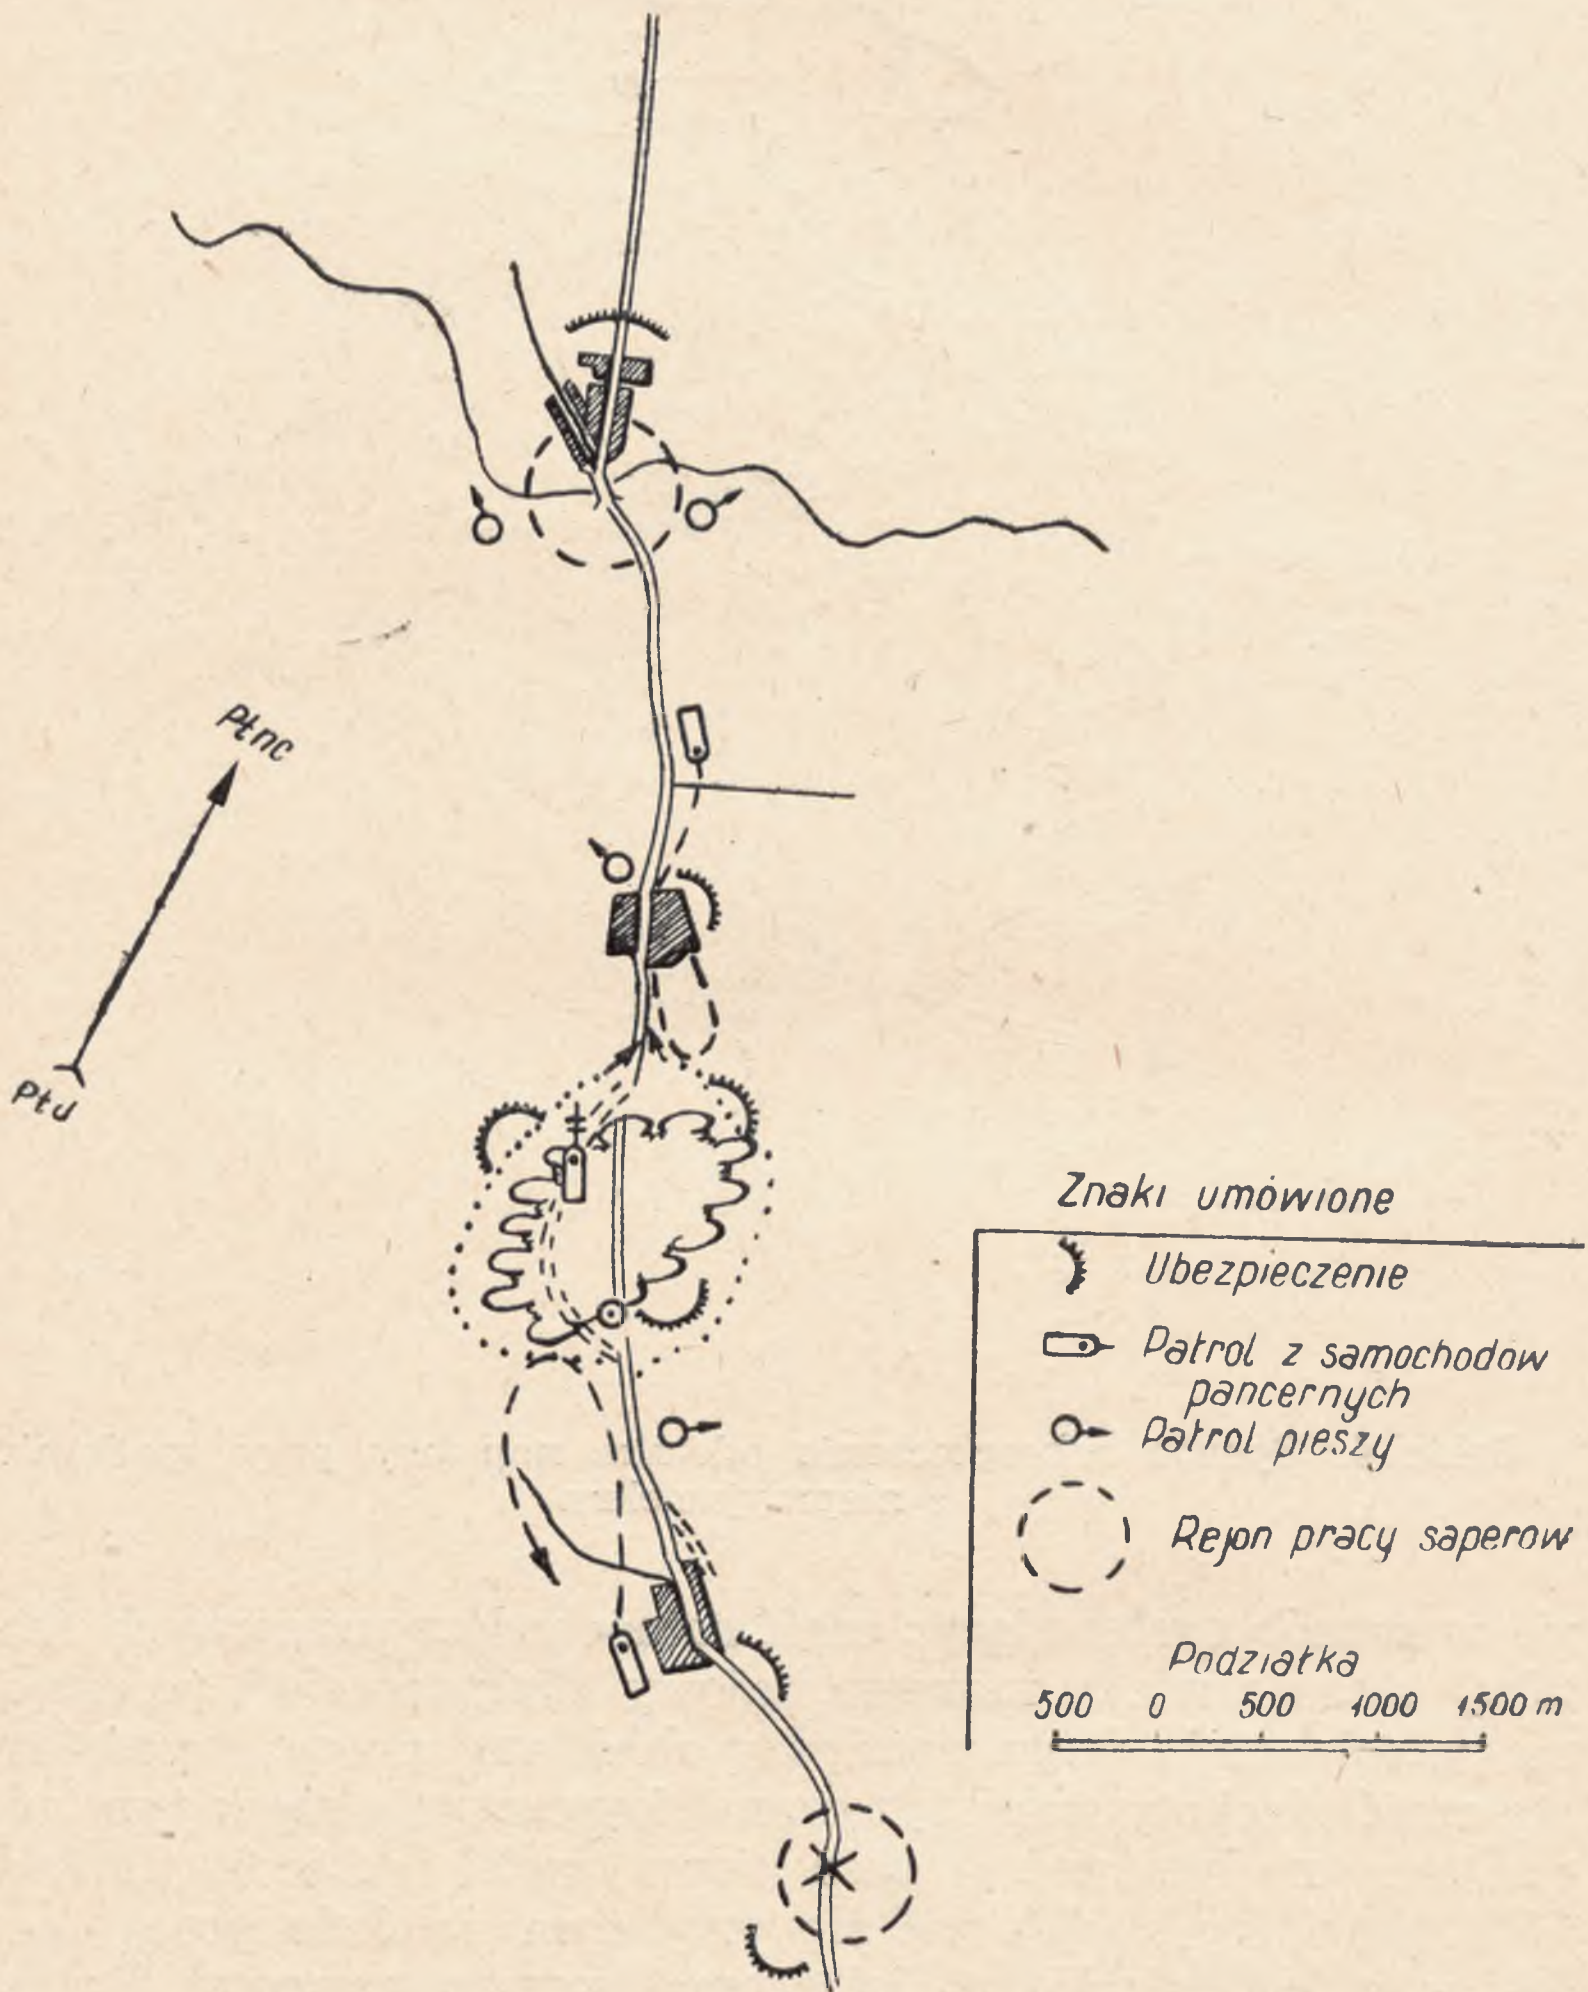 Płnc
Płd
Znaki umówione
Ubezpieczenie
Patrol z samochodów
pancernych
Patrol pieszy
Rejon pracy saperów
Podziałka
500 0 500 1000 1500 m